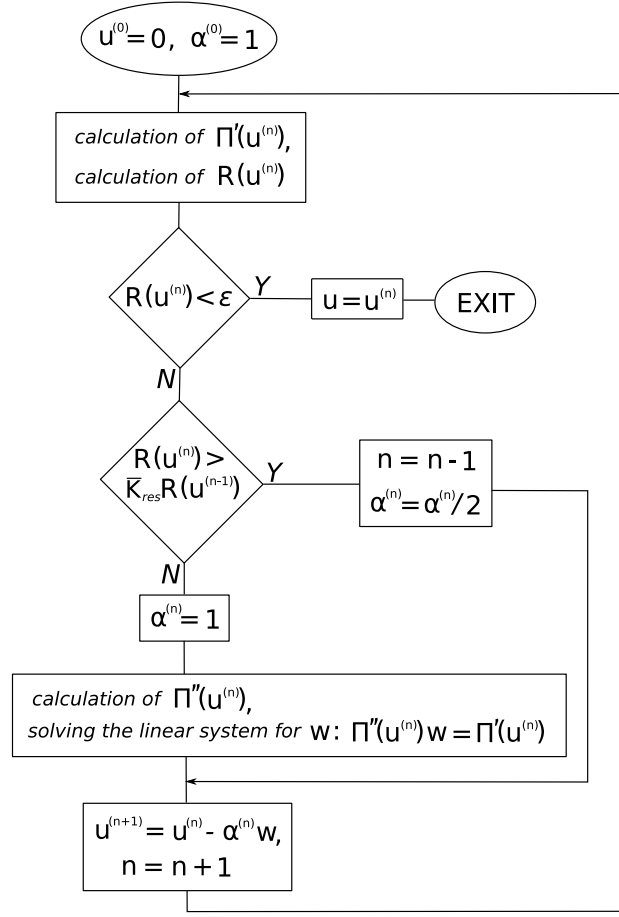 u⁽⁰⁾=0, α⁽⁰⁾=1
calculation of Π'(u⁽ⁿ⁾),
calculation of R(u⁽ⁿ⁾)
R(u⁽ⁿ⁾)<ε
Y
u=u⁽ⁿ⁾
EXIT
N
R(u⁽ⁿ⁾)>
K̅ᵣₑₛR(u⁽ⁿ⁻¹⁾)
Y
n=n-1
α⁽ⁿ⁾=α⁽ⁿ⁾/2
N
α⁽ⁿ⁾=1
calculation of Π"(u⁽ⁿ⁾),
solving the linear system for w: Π"(u⁽ⁿ⁾)w=Π'(u⁽ⁿ⁾)
u⁽ⁿ⁺¹⁾=u⁽ⁿ⁾-α⁽ⁿ⁾w,
n=n+1